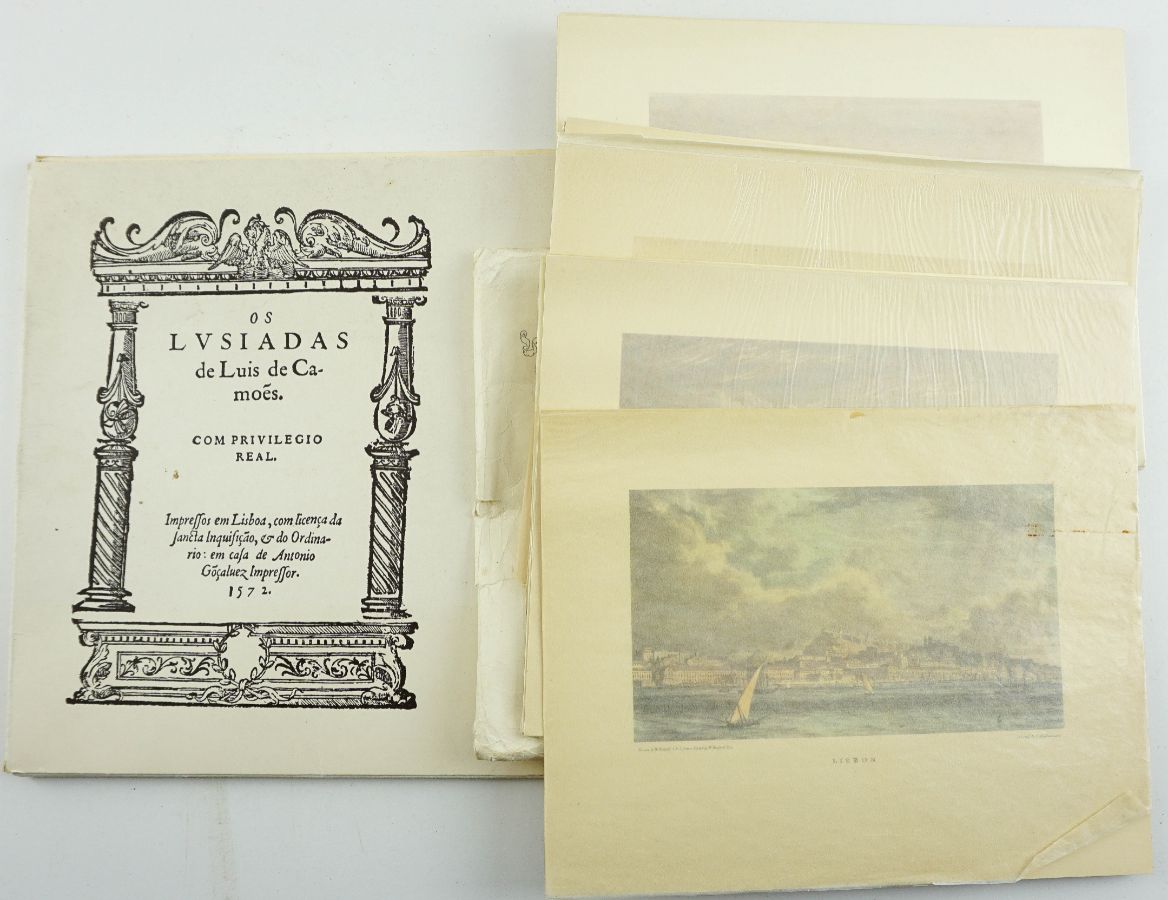 OS
LVSIADAS
de Luis de Ca-
moẽs.
COM PRIVILEGIO
REAL.
Impreſſos em Lisboa, com licença da
ſancta Inquiſição, & do Ordina-
rio: em caſa de Antonio
Gõçaluez Impreſſor.
1572.
LISBON